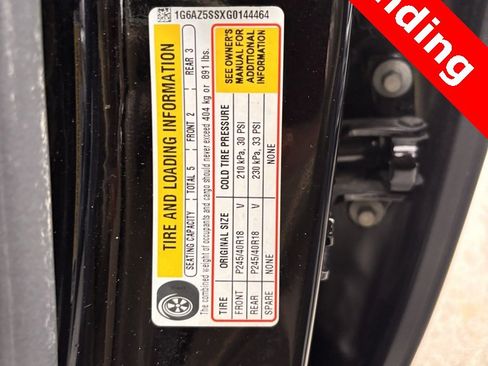 1G6AZ5SSXG0144464
TIRE AND LOADING INFORMATION
SEE OWNER'S
MANUAL FOR
ADDITIONAL
INFORMATION
SEATING CAPACITY TOTAL 5 FRONT 2 REAR 3
The combined weight of occupants and cargo should never exceed 404 kg or 891 lbs.
TIRE ORIGINAL SIZE COLD TIRE PRESSURE
FRONT P245/40R18 V 210 kPa, 30 PSI
REAR P245/40R18 V 230 kPa, 33 PSI
SPARE NONE NONE
nding